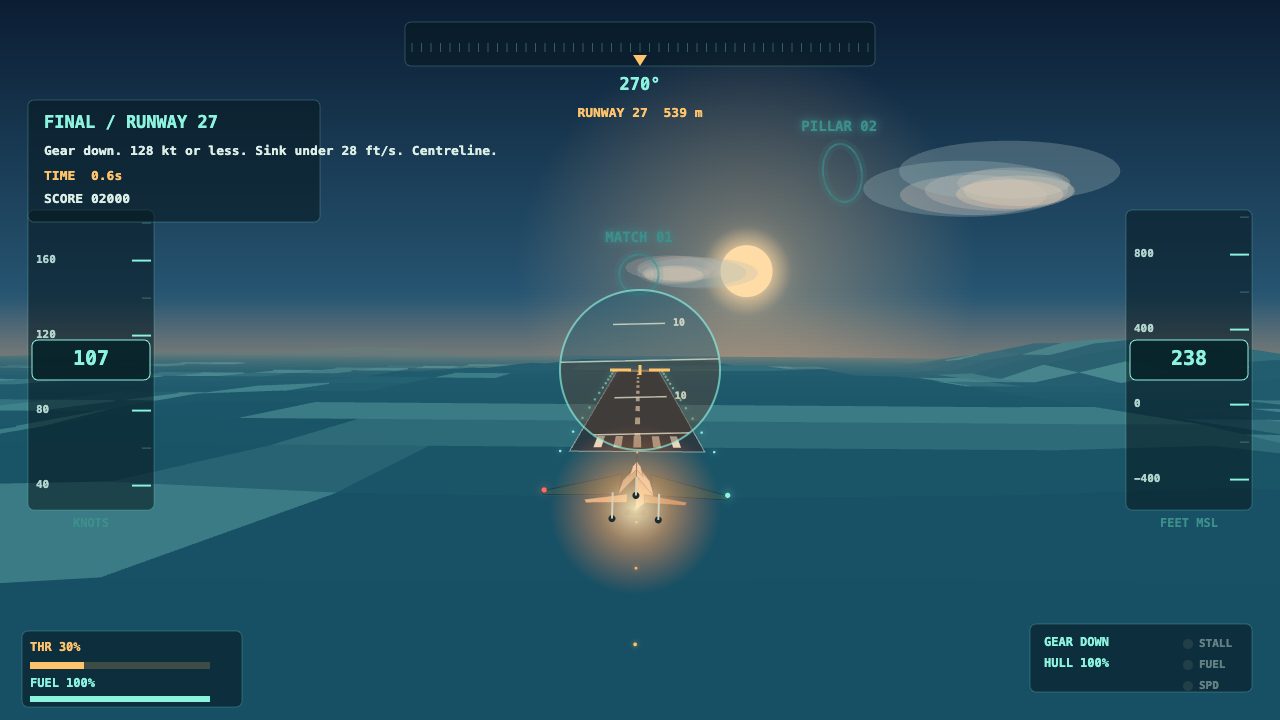 270°
RUNWAY 27 539 m
FINAL / RUNWAY 27
Gear down. 128 kt or less. Sink under 28 ft/s. Centreline.
TIME 0.6s
SCORE 02000
PILLAR 02
MATCH 01
160
120
107
80
40
KNOTS
10
10
800
400
238
0
−400
FEET MSL
THR 30%
FUEL 100%
GEAR DOWN
HULL 100%
STALL
FUEL
SPD